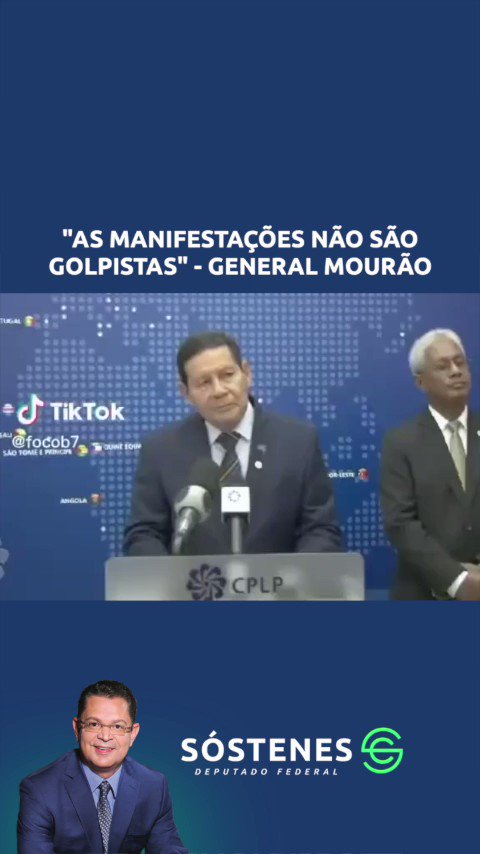 "AS MANIFESTAÇÕES NÃO SÃO
GOLPISTAS" - GENERAL MOURÃO
TikTok
@focob7
SÃO TOMÉ E PRÍNCIPE
ANGOLA
CPLP
SÓSTENES
DEPUTADO FEDERAL